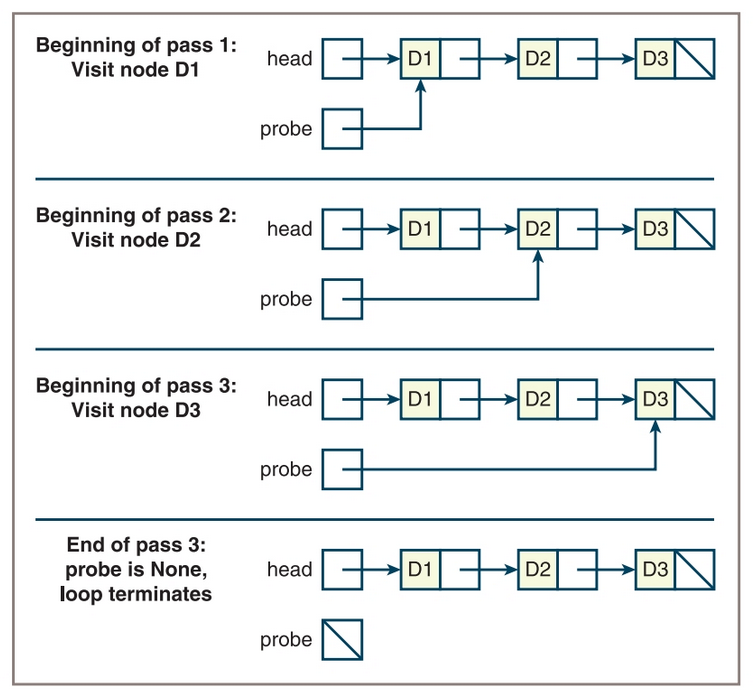 Beginning of pass 1:
Visit node D1
head D1 D2 D3
probe
Beginning of pass 2:
Visit node D2
head D1 D2 D3
probe
Beginning of pass 3:
Visit node D3
head D1 D2 D3
probe
End of pass 3:
probe is None,
loop terminates
head D1 D2 D3
probe